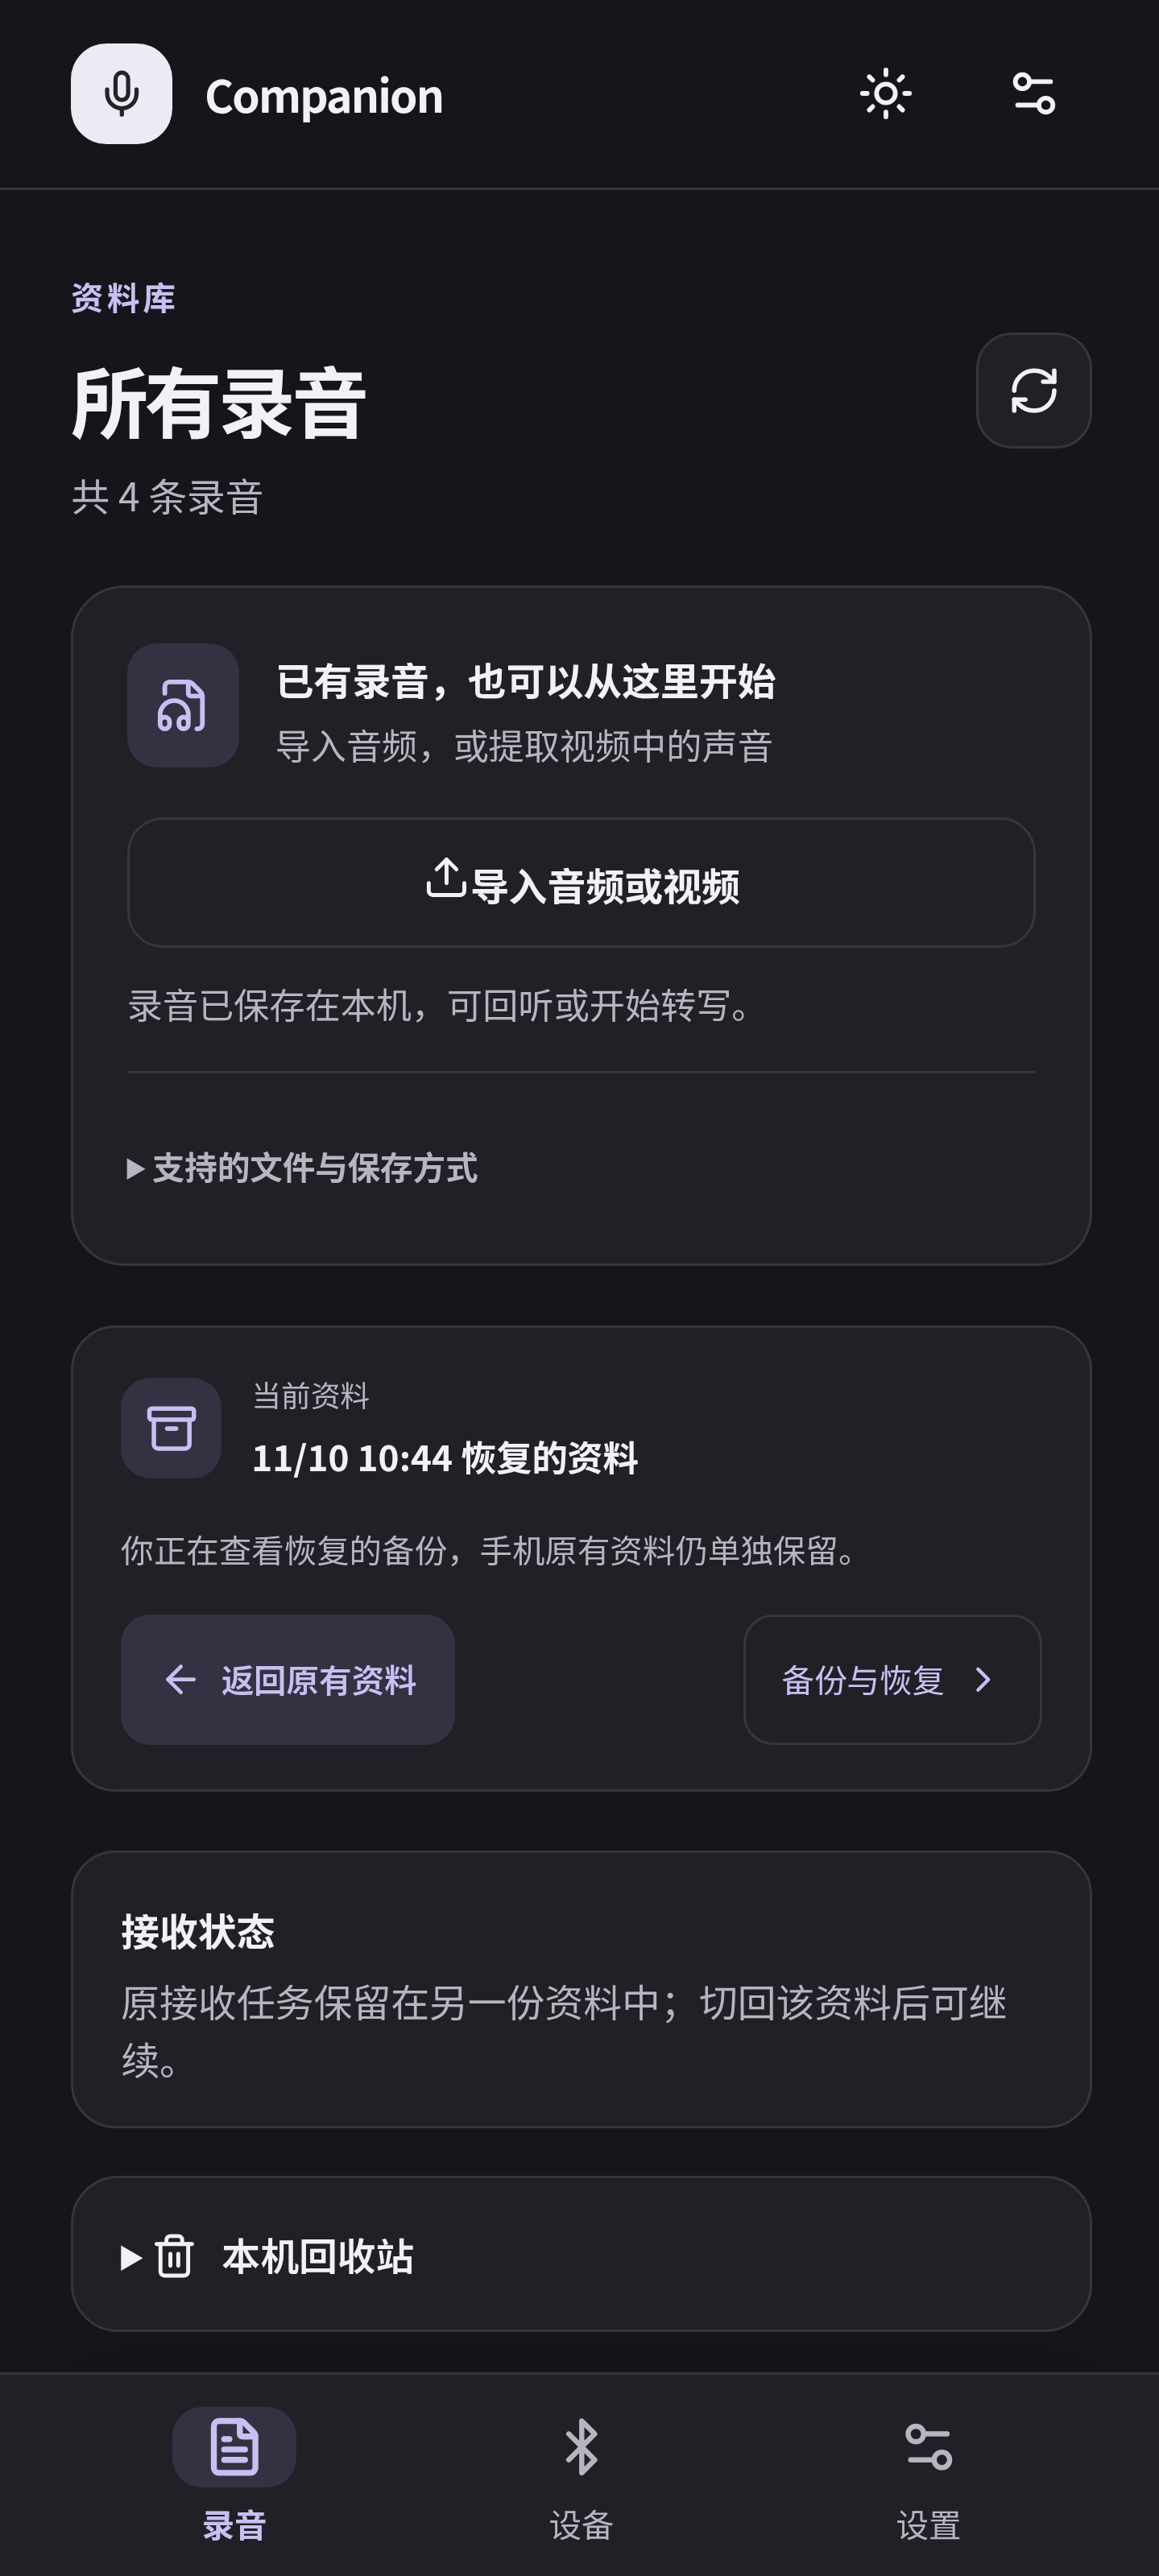 Companion
资料库
所有录音
共 4 条录音
已有录音，也可以从这里开始
导入音频，或提取视频中的声音
导入音频或视频
录音已保存在本机，可回听或开始转写。
支持的文件与保存方式
当前资料
11/10 10:44 恢复的资料
你正在查看恢复的备份，手机原有资料仍单独保留。
返回原有资料
备份与恢复
接收状态
原接收任务保留在另一份资料中；切回该资料后可继
续。
本机回收站
录音
设备
设置